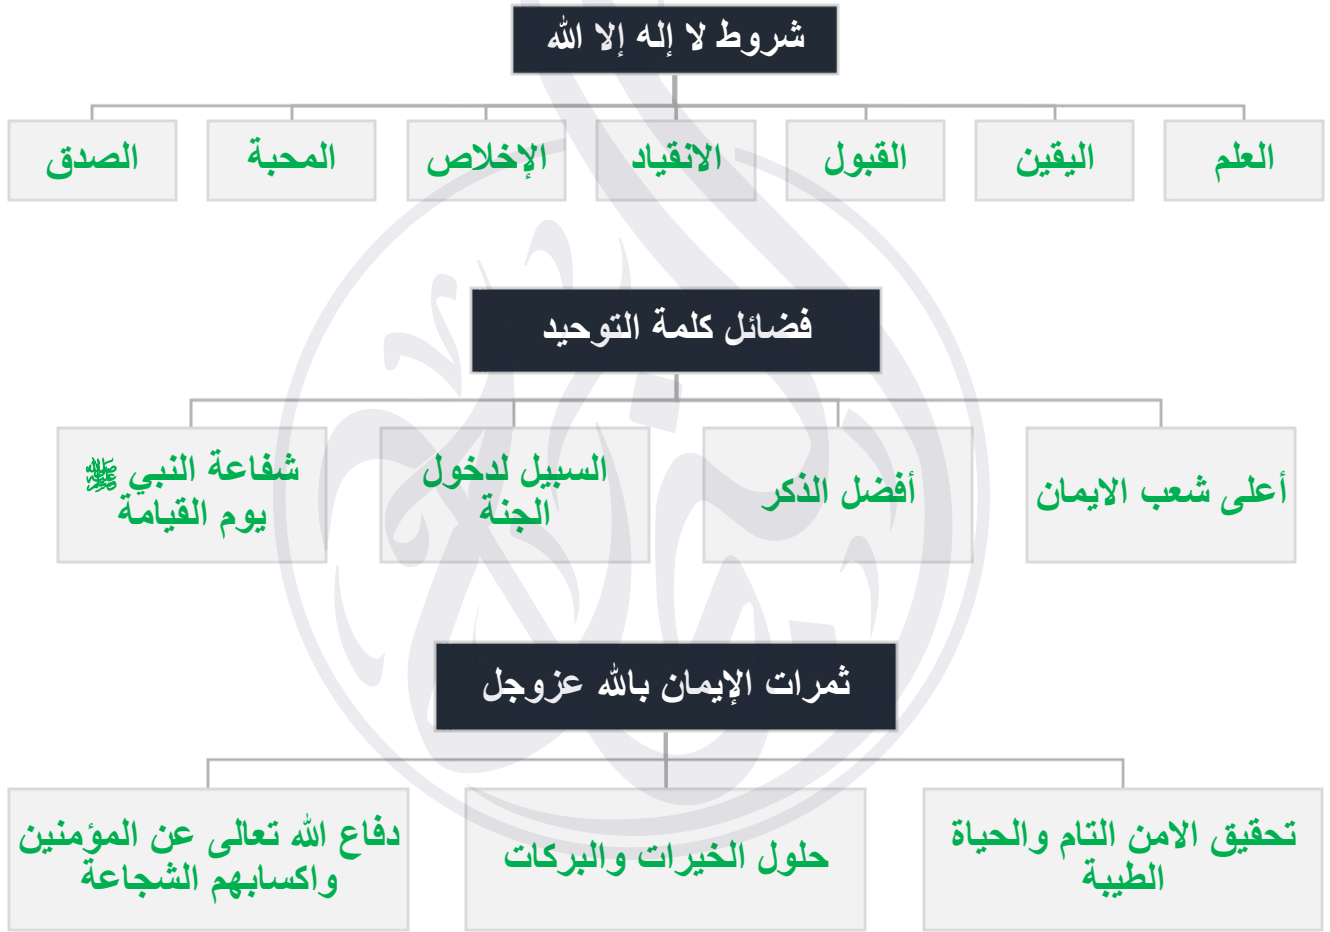 شروط لا إله إلا الله
العلم
اليقين
القبول
الانقياد
الإخلاص
المحبة
الصدق
فضائل كلمة التوحيد
أعلى شعب الايمان
أفضل الذكر
السبيل لدخول
الجنة
شفاعة النبي ﷺ
يوم القيامة
ثمرات الإيمان بالله عزوجل
تحقيق الامن التام والحياة
الطيبة
حلول الخيرات والبركات
دفاع الله تعالى عن المؤمنين
واكسابهم الشجاعة